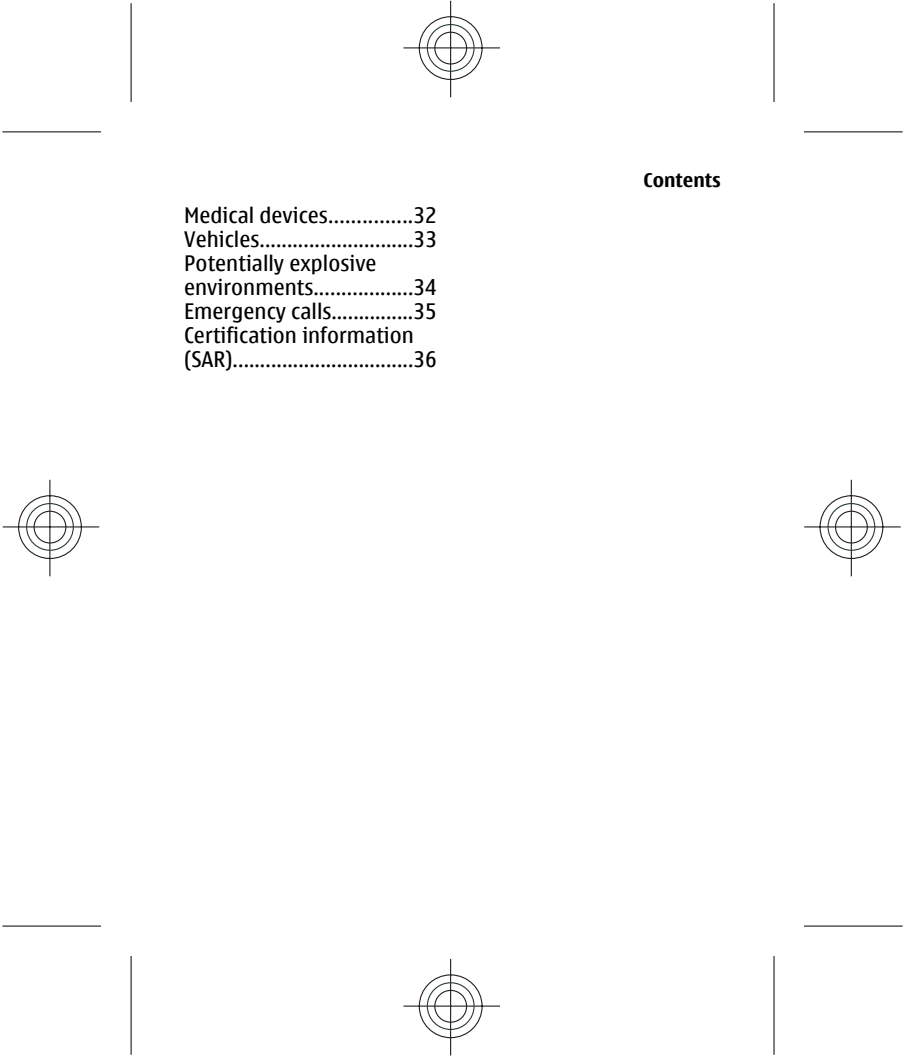 Contents
Medical devices...............32
Vehicles............................33
Potentially explosive
environments..................34
Emergency calls...............35
Certification information
(SAR).................................36